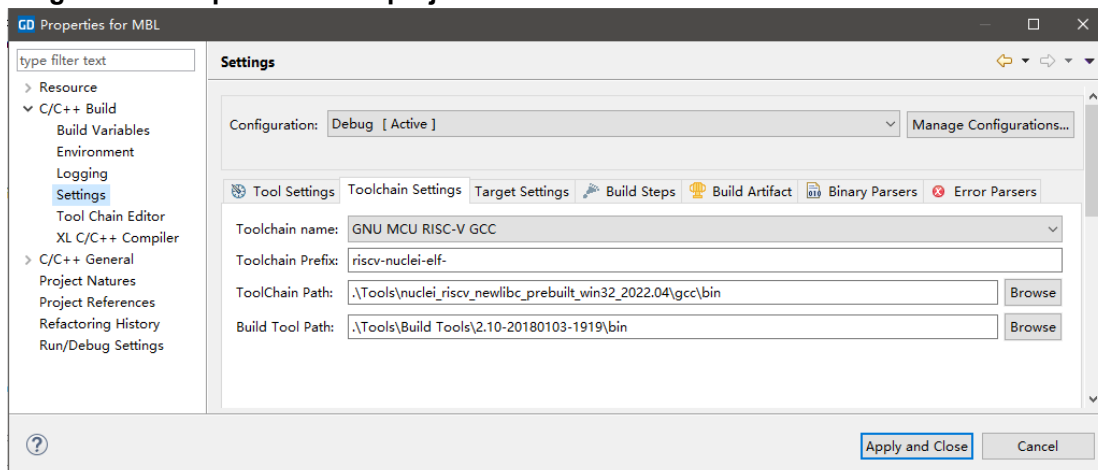 GD Properties for MBL
type filter text
Settings
Resource
C/C++ Build
Build Variables
Environment
Logging
Settings
Tool Chain Editor
XL C/C++ Compiler
C/C++ General
Project Natures
Project References
Refactoring History
Run/Debug Settings
Configuration: Debug [ Active ] Manage Configurations...
Tool Settings Toolchain Settings Target Settings Build Steps Build Artifact Binary Parsers Error Parsers
Toolchain name: GNU MCU RISC-V GCC
Toolchain Prefix: riscv-nuclei-elf-
ToolChain Path: .\Tools\nuclei_riscv_newlibc_prebuilt_win32_2022.04\gcc\bin Browse
Build Tool Path: .\Tools\Build Tools\2.10-20180103-1919\bin Browse
Apply and Close Cancel